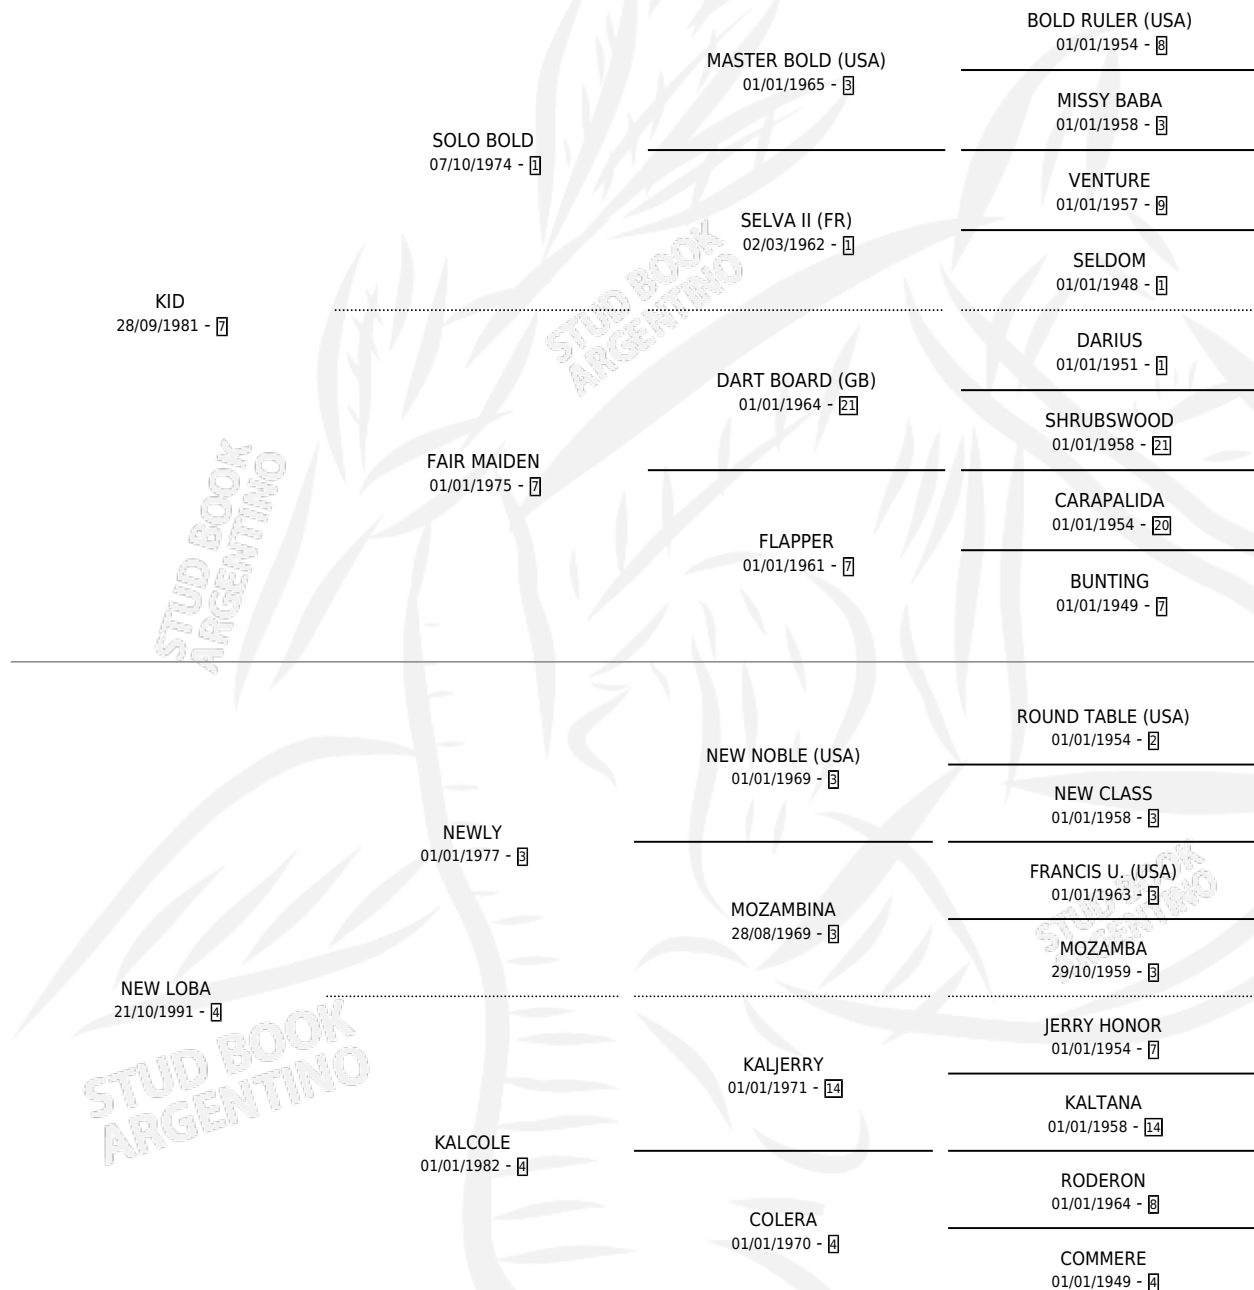 BOLD RULER (USA)
01/01/1954 - 8
MASTER BOLD (USA)
01/01/1965 - 3
MISSY BABA
01/01/1958 - 3
SOLO BOLD
07/10/1974 - 1
VENTURE
01/01/1957 - 9
SELVA II (FR)
02/03/1962 - 1
SELDOM
01/01/1948 - 1
KID
28/09/1981 - 7
STUD BOOK
ARGENTINO
DARIUS
01/01/1951 - 1
DART BOARD (GB)
01/01/1964 - 21
SHRUBSWOOD
01/01/1958 - 21
FAIR MAIDEN
01/01/1975 - 7
CARAPALIDA
01/01/1954 - 20
FLAPPER
01/01/1961 - 7
BUNTING
01/01/1949 - 7
STUD BOOK
ARGENTINO
ROUND TABLE (USA)
01/01/1954 - 2
NEW NOBLE (USA)
01/01/1969 - 3
NEW CLASS
01/01/1958 - 3
NEWLY
01/01/1977 - 3
FRANCIS U. (USA)
01/01/1963 - 3
MOZAMBINA
28/08/1969 - 3
MOZAMBA
29/10/1959 - 3
STUD BOOK
ARGENTINO
NEW LOBA
21/10/1991 - 4
STUD BOOK
ARGENTINO
JERRY HONOR
01/01/1954 - 7
KALJERRY
01/01/1971 - 14
KALTANA
01/01/1958 - 14
KALCOLE
01/01/1982 - 4
RODERON
01/01/1964 - 8
COLERA
01/01/1970 - 4
COMMERE
01/01/1949 - 4